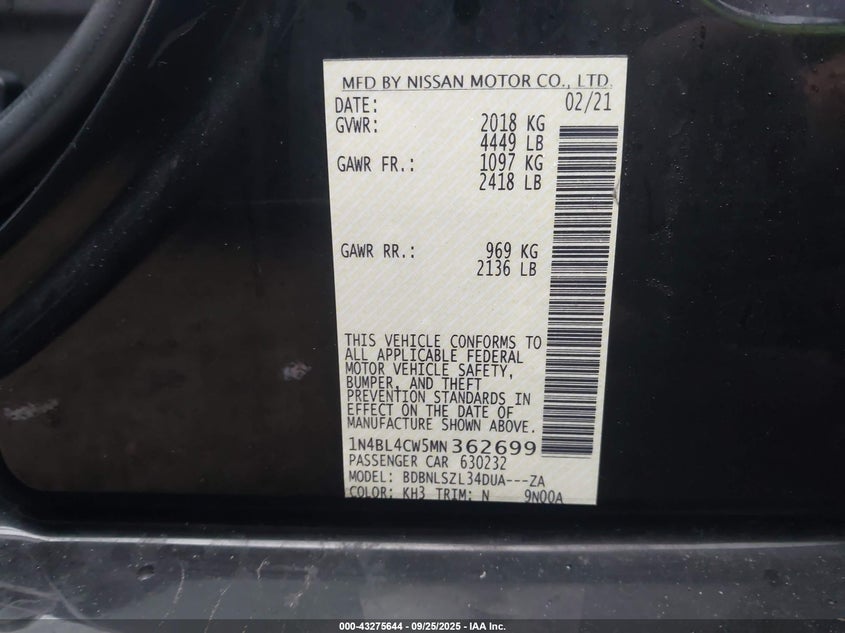 MFD BY NISSAN MOTOR CO., LTD.
DATE: 02/21
GVWR: 2018 KG
4449 LB
GAWR FR.: 1097 KG
2418 LB
GAWR RR.: 969 KG
2136 LB
THIS VEHICLE CONFORMS TO
ALL APPLICABLE FEDERAL
MOTOR VEHICLE SAFETY,
BUMPER, AND THEFT
PREVENTION STANDARDS IN
EFFECT ON THE DATE OF
MANUFACTURE SHOWN ABOVE.
1N4BL4CW5MN362699
PASSENGER CAR 630232
MODEL: BDBNLSZL34DUA---ZA
COLOR: KH3 TRIM: N 9N00A
000-43275644 - 09/25/2025 - IAA Inc.